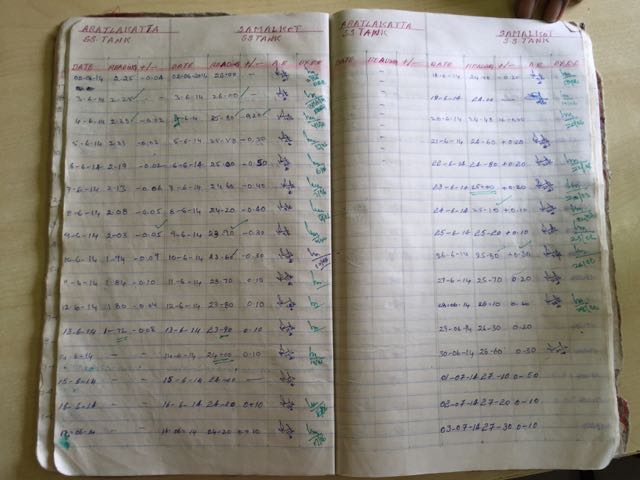 ABATLAKATTA SAMALKOT
S.S. TANK S.S TANK
DATE READING +/- DATE READING +/- A.E DY.E.E
02-06-14 2.25 -0.04 02-06-2014 26.00 -
3-6-14 2.25 3-6-14 26.00 -
4-6-14 2.23 -0.02 4-6-14 25-80 0.20
5-6-14 2.21 -0.02 5-6-14 25.50 -0.30
6-6-14 2.19 -0.02 6-6-14 25.00 -0.50
7-6-14 2.13 -0.06 7-6-14 24.60 -0.40
8-6-14 2.08 -0.05 8-6-14 24-20 -0.40
9-6-14 2-03 -0.05 9-6-14 23.90 -0.30
10-6-14 1.94 -0.09 10-6-14 23.60 -0.30
11-6-14 1.84 -0.10 11-6-14 23-70 0.10
12-6-14 1.80 -0.04 12-6-14 23-80 0.10
13-6-14 1-72 -0.08 13-6-14 23-90 0.10
14-6-14 - - 14-6-14 24-00 0.10
15-6-14 - - 15-6-14 24-00 -
16-6-14 - - 16-6-14 24-10 0+10
17-06-14 - - 17-06-14 24-20 0+10
ABATLAKATTA SAMALKOT
S.S TANK S.S. TANK
DATE READING +/- DATE READING +/- A.E DY.E.E
18-6-14 24.40 0.20
19-6-14 24.40 -
20-6-14 24-40
21-6-14 24-60 +0.20
22-6-14 24-80 +0.20
23-6-14 25-00 +0.20
24-6-14 25-10 +0.10
25-6-14 25-20 +0.10
26-6-14 25-50 +0.30
27-6-14 25-70 0.20
28-06-14 26-10 0.40
29-06-14 26-30 0.20
30-06-14 26-60 0-30
01-07-14 27-10 0-50
02-07-14 27-20 0-10
03-07-14 27-30 0-10